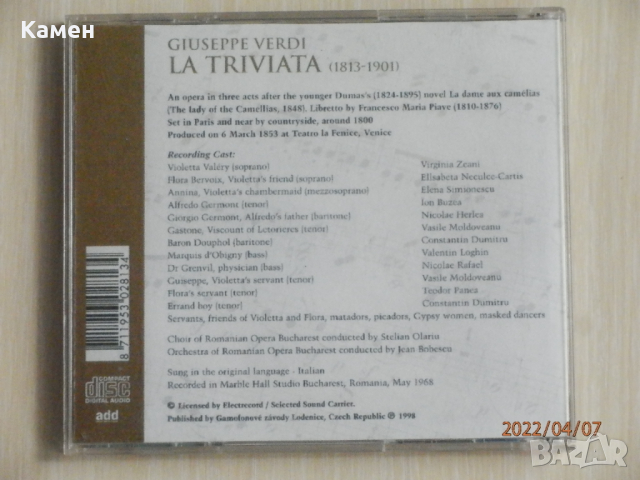 Камен
GIUSEPPE VERDI
LA TRIVIATA (1813-1901)
An opera in three acts after the younger Dumas's (1824-1895) novel La dame aux camélias
(The lady of the Camellias, 1848). Libretto by Francesco Maria Piave (1810-1876)
Set in Paris and near by countryside, around 1800
Produced on 6 March 1853 at Teatro la Fenice, Venice
Recording Cast:
Violetta Valéry (soprano) Virginia Zeani
Flora Bervoix, Violetta's friend (soprano) Elisabeta Neculce-Cartis
Annina, Violetta's chambermaid (mezzosoprano) Elena Simionescu
Alfredo Germont (tenor) Ion Buzea
Giorgio Germont, Alfredo's father (baritone) Nicolae Herlea
Gastone, Viscount of Letorieres (tenor) Vasile Moldoveanu
Baron Douphol (baritone) Constantin Dumitru
Marquis d'Obigny (bass) Valentin Loghin
Dr Grenvil, physician (bass) Nicolae Rafael
Guiseppe, Violetta's servant (tenor) Vasile Moldoveanu
Flora's servant (tenor) Teodor Panea
Errand boy (tenor) Constantin Dumitru
Servants, friends of Violetta and Flora, matadors, picadors, Gypsy women, masked dancers
Choir of Romanian Opera Bucharest conducted by Stelian Olariu
Orchestra of Romanian Opera Bucharest conducted by Jean Bobescu
Sung in the original language - Italian
Recorded in Marble Hall Studio Bucharest, Romania, May 1968
© Licensed by Electrecord / Selected Sound Carrier.
Published by Gramofonové závody Lodenice, Czech Republic ℗ 1998
8 711953 028134
COMPACT
disc
DIGITAL AUDIO
add
2022/04/07
BAZAR